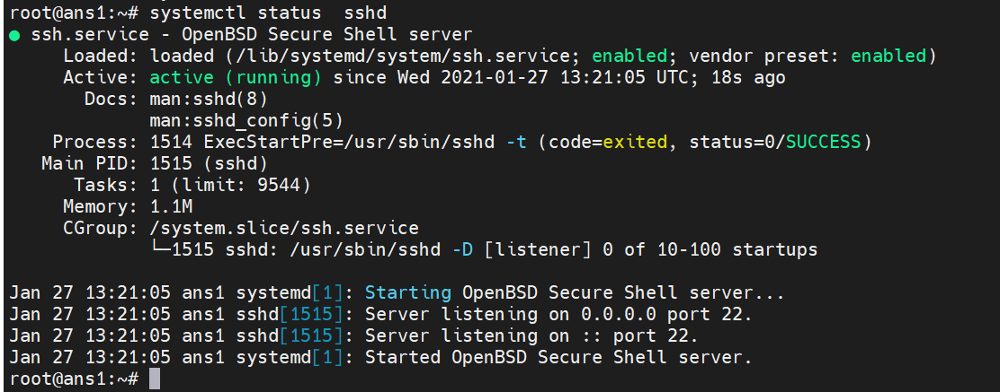 root@ans1:~# systemctl status  sshd
● ssh.service - OpenBSD Secure Shell server
     Loaded: loaded (/lib/systemd/system/ssh.service; enabled; vendor preset: enabled)
     Active: active (running) since Wed 2021-01-27 13:21:05 UTC; 18s ago
       Docs: man:sshd(8)
             man:sshd_config(5)
    Process: 1514 ExecStartPre=/usr/sbin/sshd -t (code=exited, status=0/SUCCESS)
   Main PID: 1515 (sshd)
      Tasks: 1 (limit: 9544)
     Memory: 1.1M
     CGroup: /system.slice/ssh.service
             └─1515 sshd: /usr/sbin/sshd -D [listener] 0 of 10-100 startups

Jan 27 13:21:05 ans1 systemd[1]: Starting OpenBSD Secure Shell server...
Jan 27 13:21:05 ans1 sshd[1515]: Server listening on 0.0.0.0 port 22.
Jan 27 13:21:05 ans1 sshd[1515]: Server listening on :: port 22.
Jan 27 13:21:05 ans1 systemd[1]: Started OpenBSD Secure Shell server.
root@ans1:~#